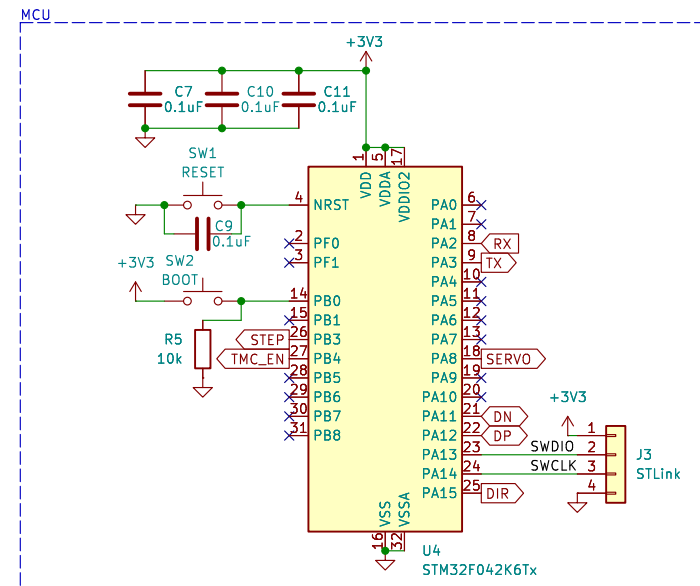 MCU
+3V3
C7
0.1uF
C10
0.1uF
C11
0.1uF
1
5
17
VDD
VDDA
VDDIO2
SW1
RESET
4
NRST
C9
0.1uF
2
PF0
3
PF1
SW2
BOOT
+3V3
14
PB0
15
PB1
STEP
26
PB3
TMC_EN
27
PB4
28
PB5
29
PB6
30
PB7
31
PB8
R5
10k
PA0
6
PA1
7
PA2
8
RX
PA3
9
TX
PA4
10
PA5
11
PA6
12
PA7
13
PA8
18
SERVO
PA9
19
PA10
20
PA11
21
DN
PA12
22
DP
PA13
23
SWDIO
PA14
24
SWCLK
PA15
25
DIR
+3V3
1
2
3
4
J3
STLink
VSS
VSSA
16
32
U4
STM32F042K6Tx